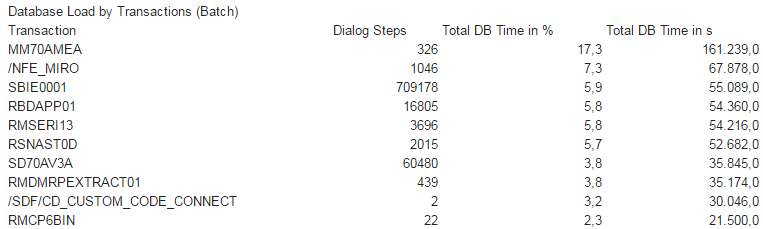 Database Load by Transactions (Batch)
Transaction Dialog Steps Total DB Time in % Total DB Time in s
MM70AMEA 326 17,3 161.239,0
/NFE_MIRO 1046 7,3 67.878,0
SBIE0001 709178 5,9 55.089,0
RBDAPP01 16805 5,8 54.360,0
RMSERI13 3696 5,8 54.216,0
RSNAST0D 2015 5,7 52.682,0
SD70AV3A 60480 3,8 35.845,0
RMDMRPEXTRACT01 439 3,8 35.174,0
/SDF/CD_CUSTOM_CODE_CONNECT 2 3,2 30.046,0
RMCP6BIN 22 2,3 21.500,0